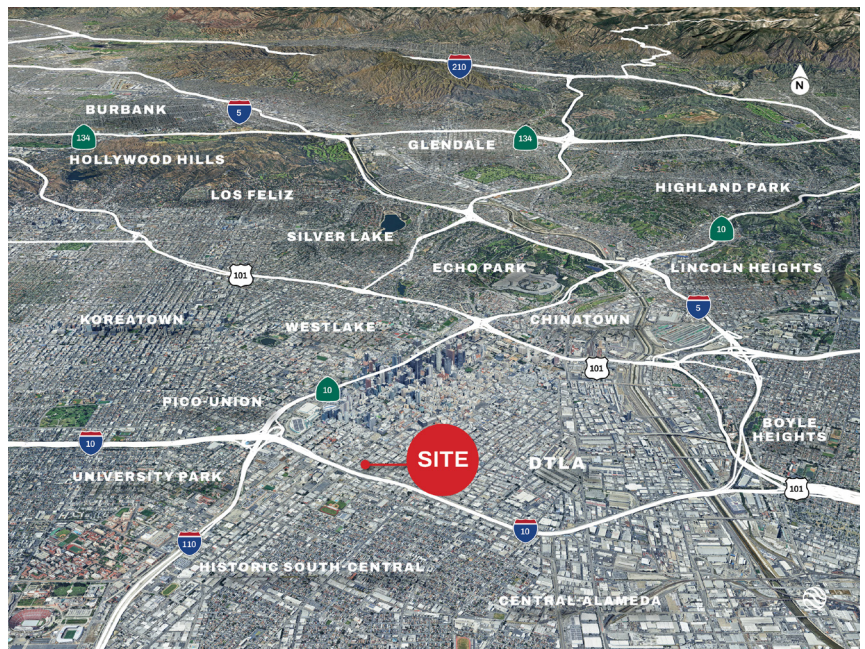 210
N
BURBANK
5
134
GLENDALE
134
HOLLYWOOD HILLS
LOS FELIZ
HIGHLAND PARK
10
SILVER LAKE
101
ECHO PARK
LINCOLN HEIGHTS
KOREATOWN
WESTLAKE
CHINATOWN
5
101
10
PICO-UNION
10
BOYLE
HEIGHTS
SITE
DTLA
UNIVERSITY PARK
101
10
110
HISTORIC SOUTH-CENTRAL
CENTRAL-ALAMEDA